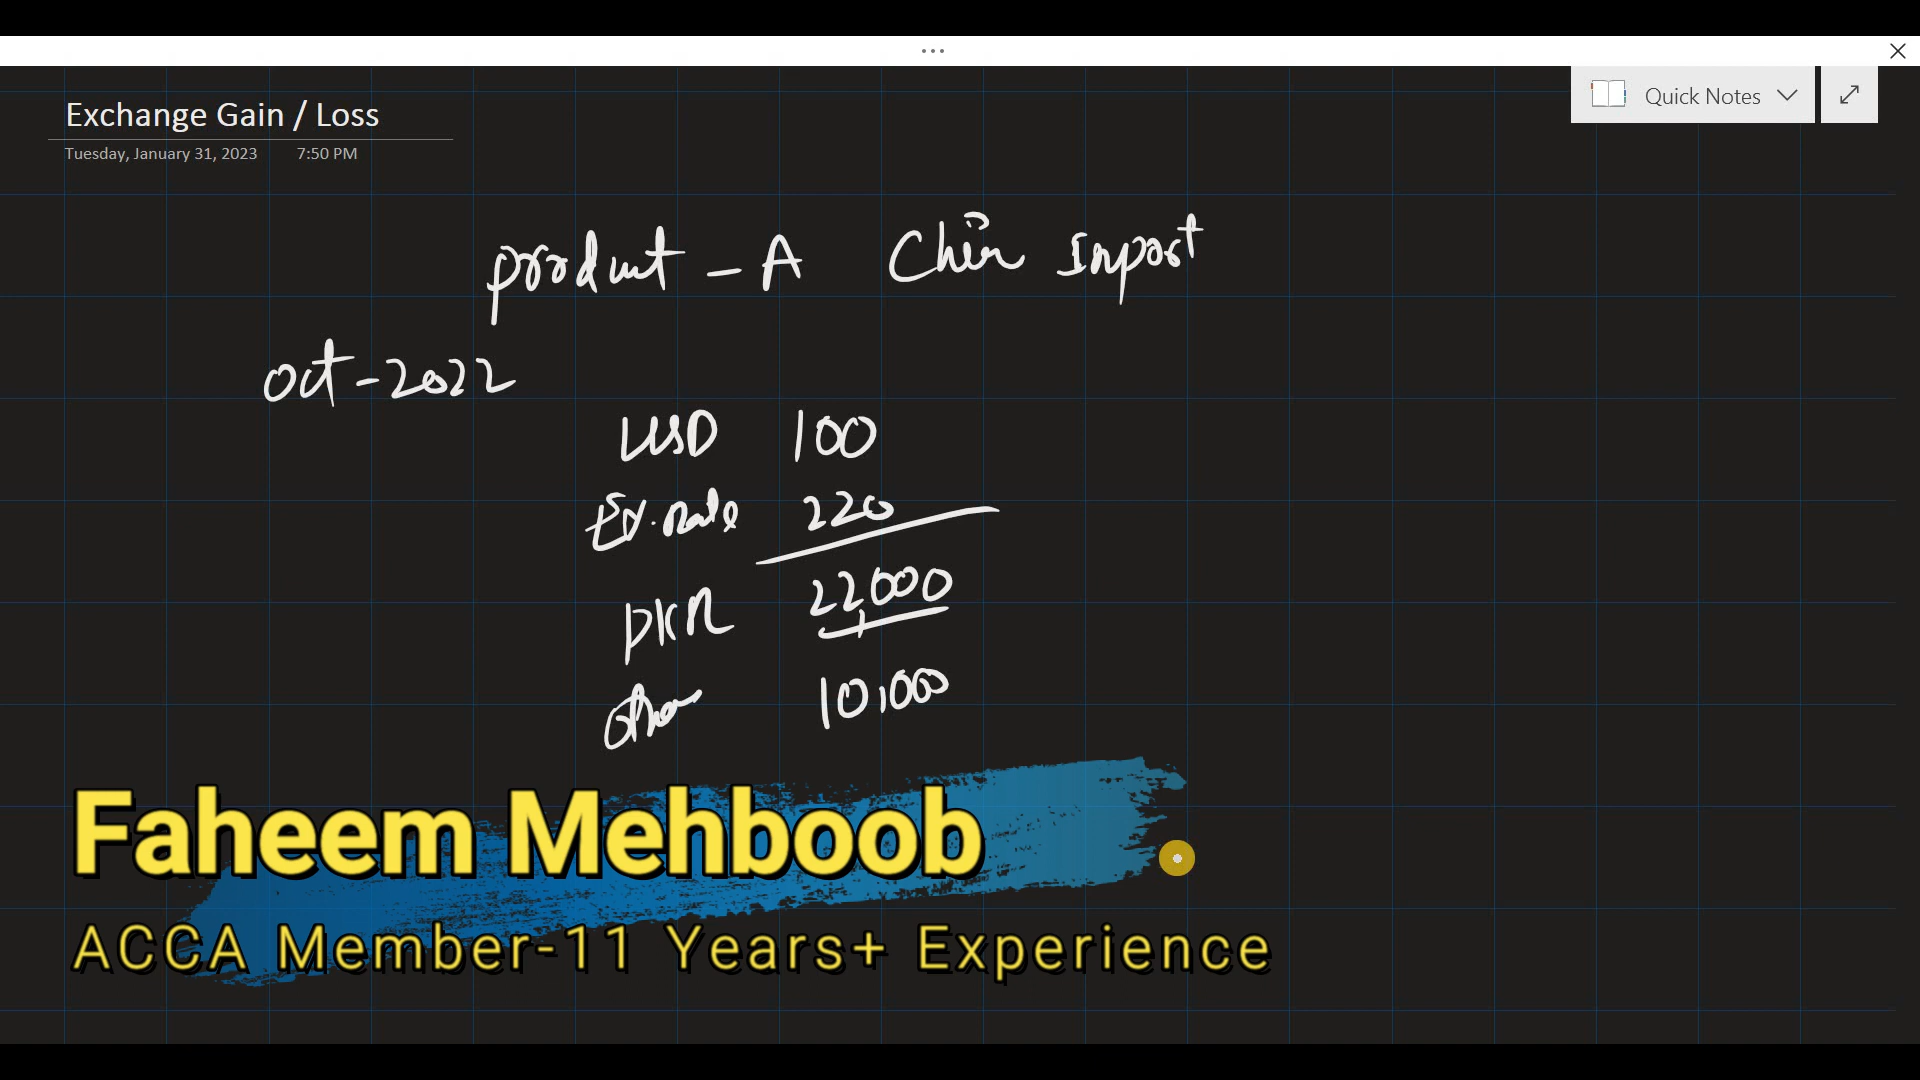 Quick Notes
Exchange Gain / Loss
Tuesday, January 31, 2023 7:50 PM
product - A Import
Oct - 2022
USD 100
Ex. Rate 220
PKR 22,000
Other 10,000
Faheem Mehboob
ACCA Member-11 Years+ Experience